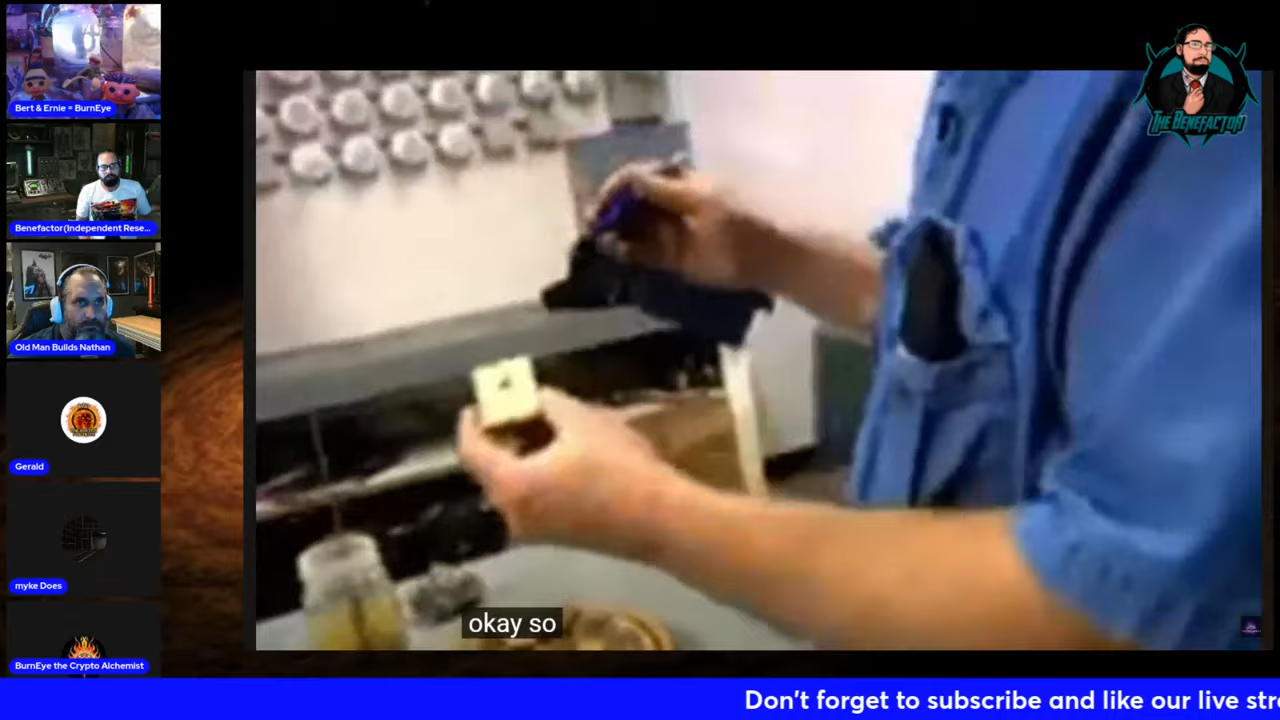 Bert & Ernie = BurnEye
Benefactor(Independent Rese...
Old Man Builds Nathan
Gerald
myke Does
BurnEye the Crypto Alchemist
THE BENEFACTOR
okay so
Don't forget to subscribe and like our live stre